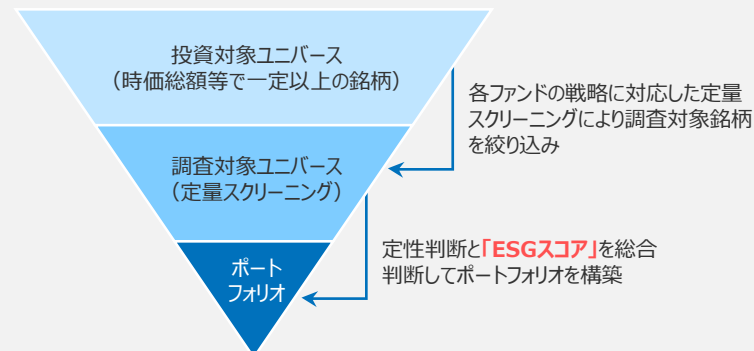 投資対象ユニバース
（時価総額等で一定以上の銘柄）
各ファンドの戦略に対応した定量
スクリーニングにより調査対象銘柄
を絞り込み
調査対象ユニバース
（定量スクリーニング）
定性判断と「ESGスコア」を総合
判断してポートフォリオを構築
ポート
フォリオ